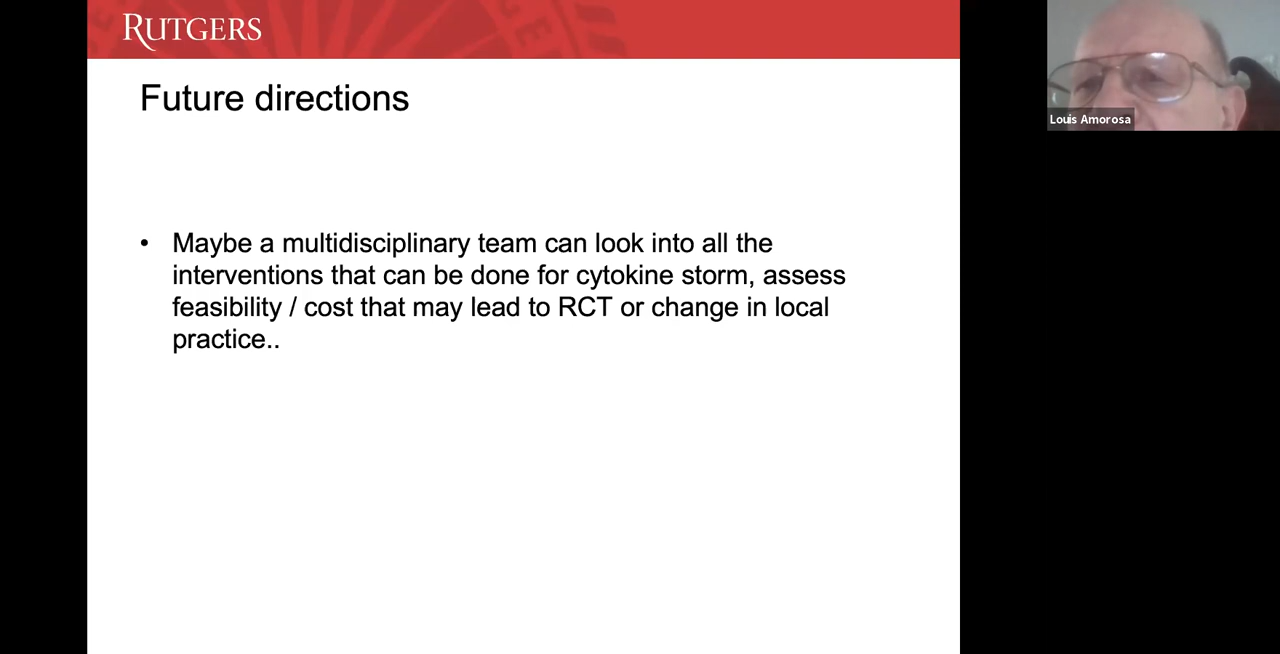 RUTGERS
Future directions
• Maybe a multidisciplinary team can look into all the
interventions that can be done for cytokine storm, assess
feasibility / cost that may lead to RCT or change in local
practice..
Louis Amorosa